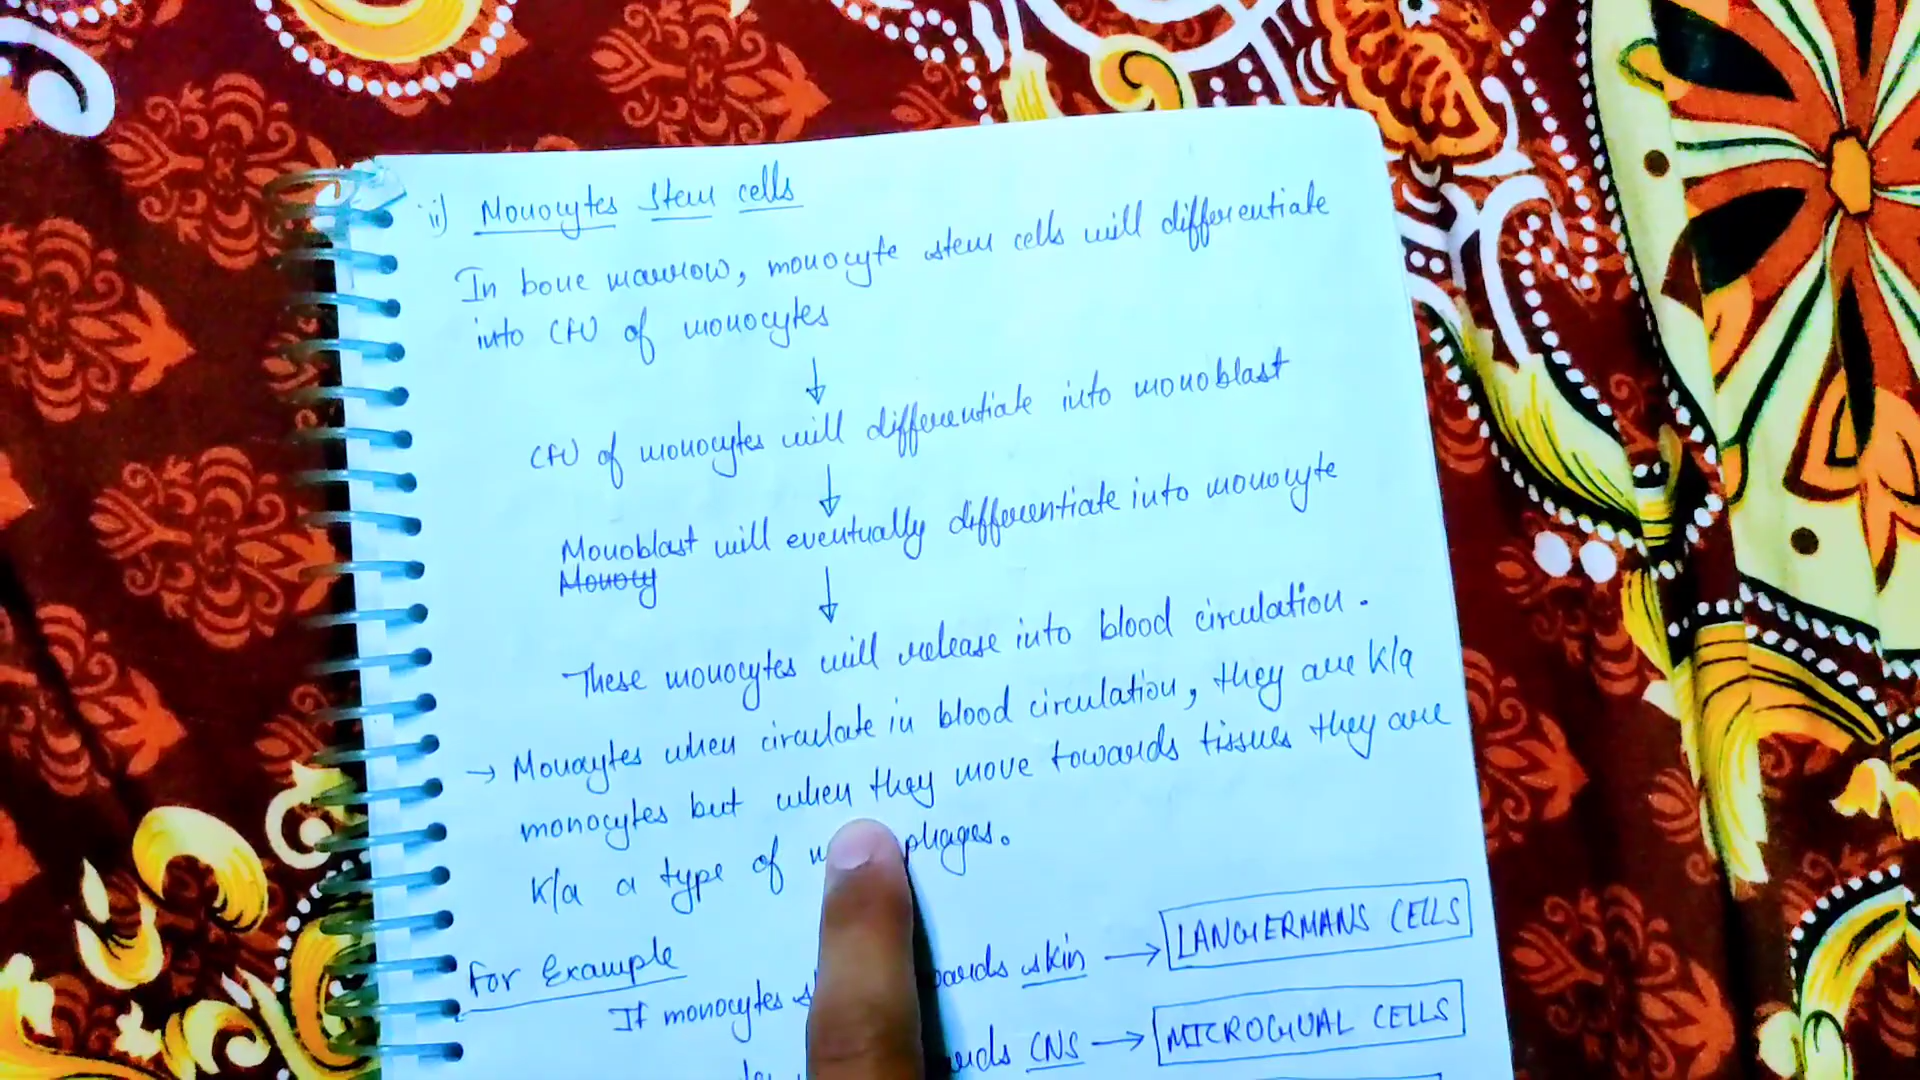 ii) Monocytes Stem cells
In bone marrow, monocyte stem cells will differentiate
into CFU of monocytes
↓
CFU of monocytes will differentiate into monoblast
↓
Monoblast will eventually differentiate into monocyte
Monocy
↓
These monocytes will release into blood circulation.
→ Monocytes when circulate in blood circulation, they are K/a
monocytes but when they move towards tissues they are
K/a a type of phages.
For Example
If monocytes skin → LANGERMANS CELLS
CNS → MICROGLIAL CELLS